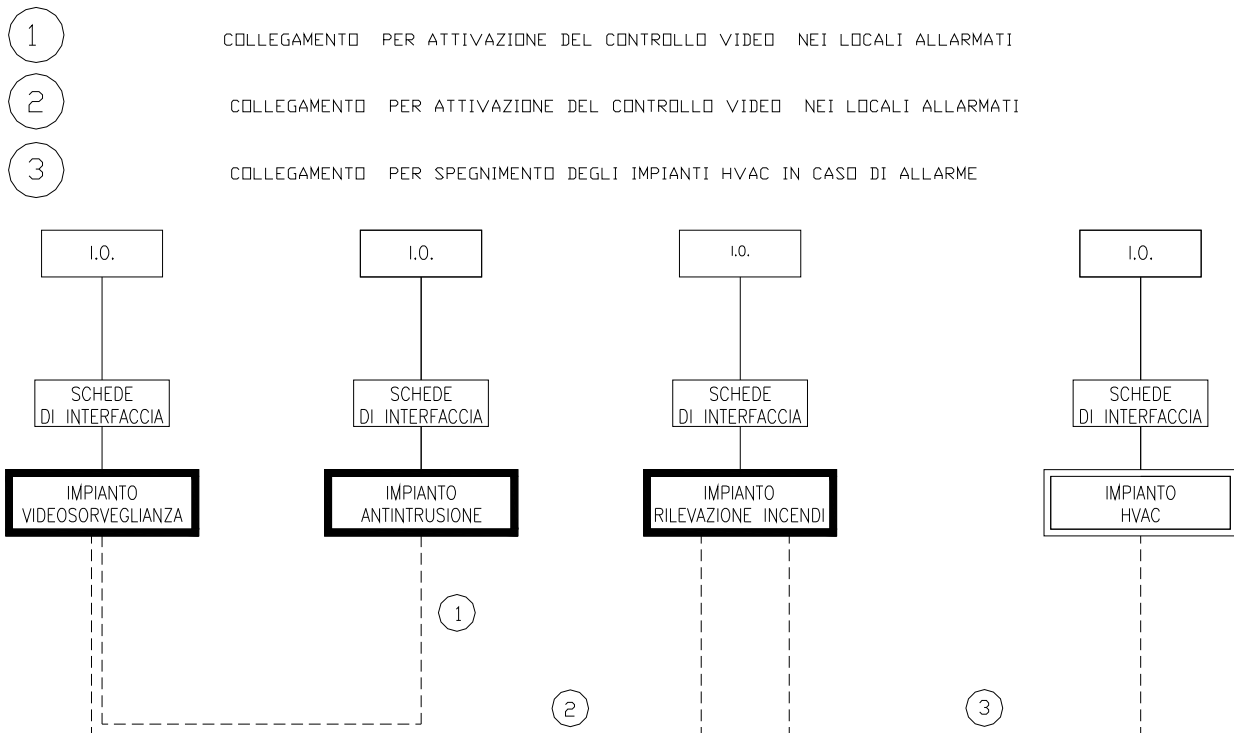 1
COLLEGAMENTO PER ATTIVAZIONE DEL CONTROLLO VIDEO NEI LOCALI ALLARMATI
2
COLLEGAMENTO PER ATTIVAZIONE DEL CONTROLLO VIDEO NEI LOCALI ALLARMATI
3
COLLEGAMENTO PER SPEGNIMENTO DEGLI IMPIANTI HVAC IN CASO DI ALLARME
I.O.
I.O.
I.O.
I.O.
SCHEDE
DI INTERFACCIA
SCHEDE
DI INTERFACCIA
SCHEDE
DI INTERFACCIA
SCHEDE
DI INTERFACCIA
IMPIANTO
VIDEOSORVEGLIANZA
IMPIANTO
ANTINTRUSIONE
IMPIANTO
RILEVAZIONE INCENDI
IMPIANTO
HVAC
1
2
3